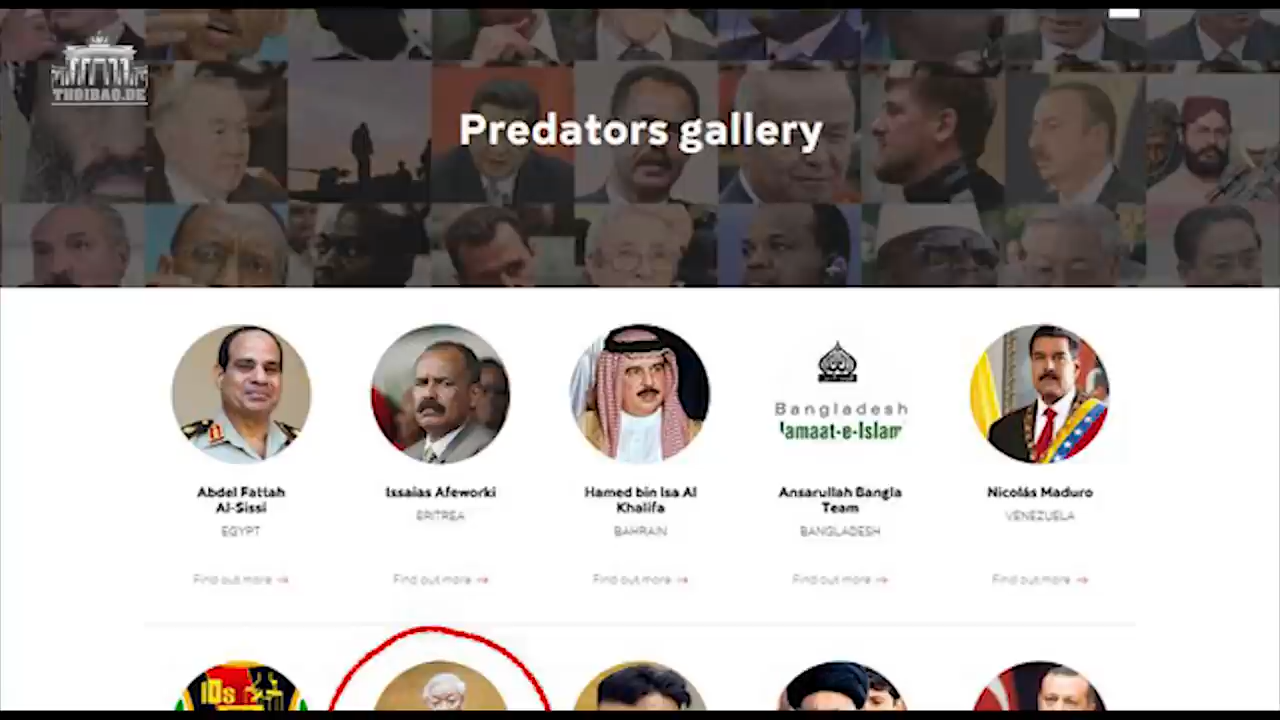 THOIBAO.DE
Predators gallery
Bangladesh
Jamaat-e-Islami
Abdel Fattah
Al-Sissi
EGYPT
Find out more →
Issaias Afeworki
ERITREA
Find out more →
Hamed bin Isa Al
Khalifa
BAHRAIN
Find out more →
Ansarullah Bangla
Team
BANGLADESH
Find out more →
Nicolás Maduro
VENEZUELA
Find out more →